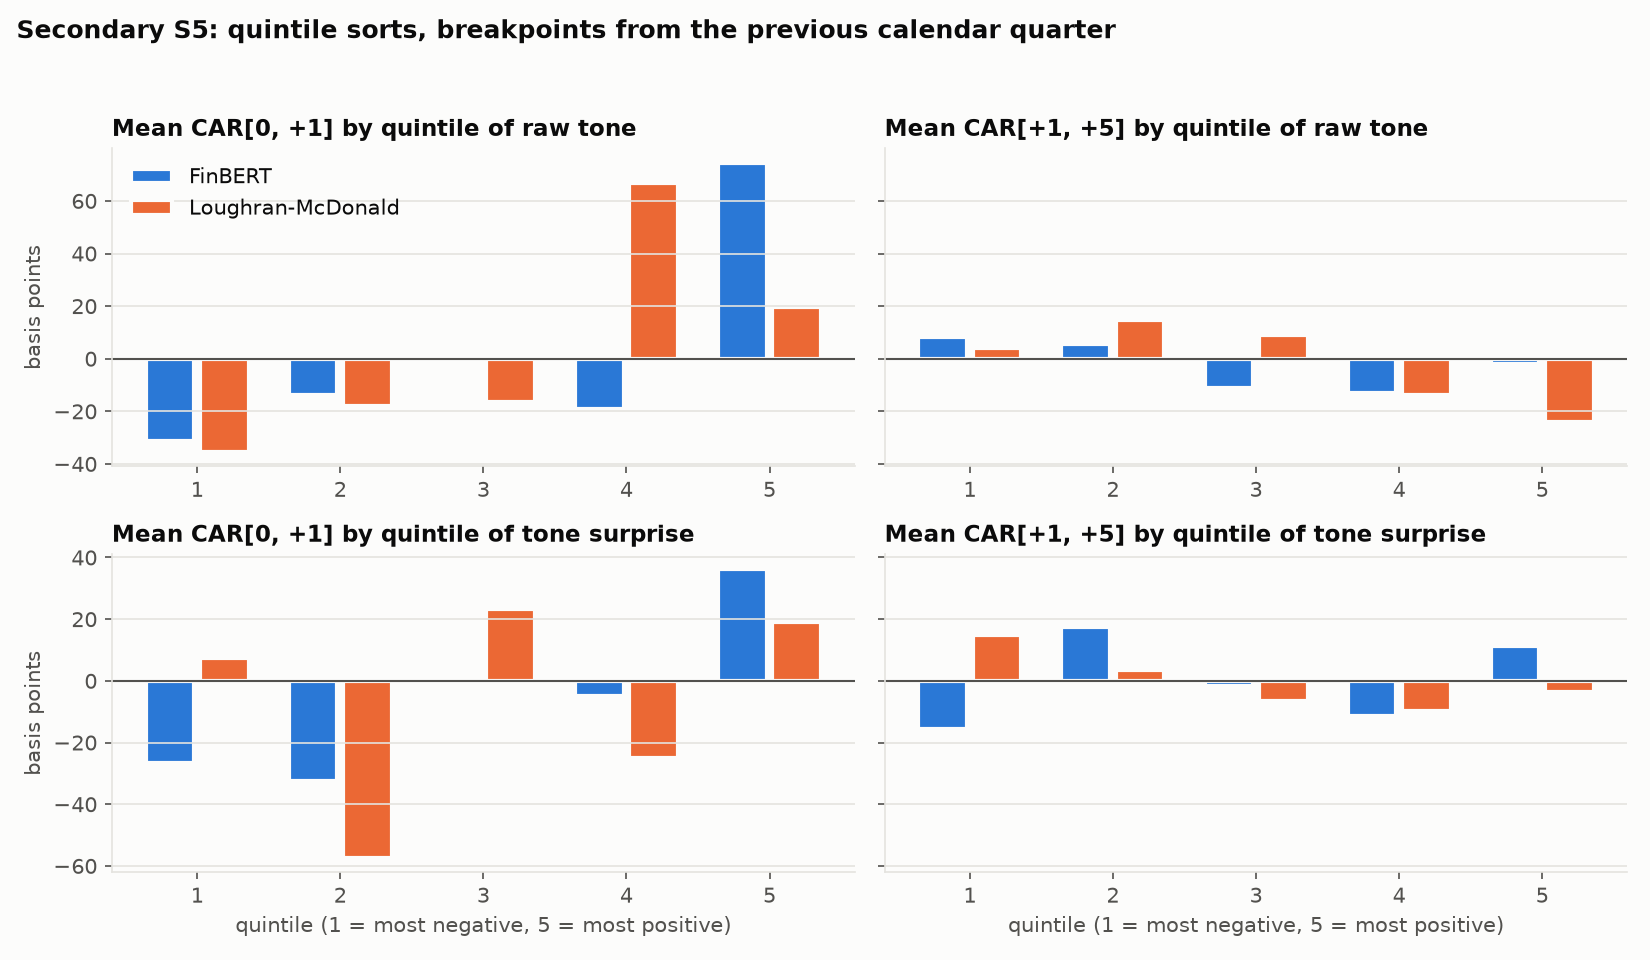 Secondary S5: quintile sorts, breakpoints from the previous calendar quarter
Mean CAR[0, +1] by quintile of raw tone
FinBERT
Loughran-McDonald
basis points
60
40
20
0
−20
−40
1 2 3 4 5
Mean CAR[+1, +5] by quintile of raw tone
1 2 3 4 5
Mean CAR[0, +1] by quintile of tone surprise
basis points
40
20
0
−20
−40
−60
1 2 3 4 5
quintile (1 = most negative, 5 = most positive)
Mean CAR[+1, +5] by quintile of tone surprise
1 2 3 4 5
quintile (1 = most negative, 5 = most positive)